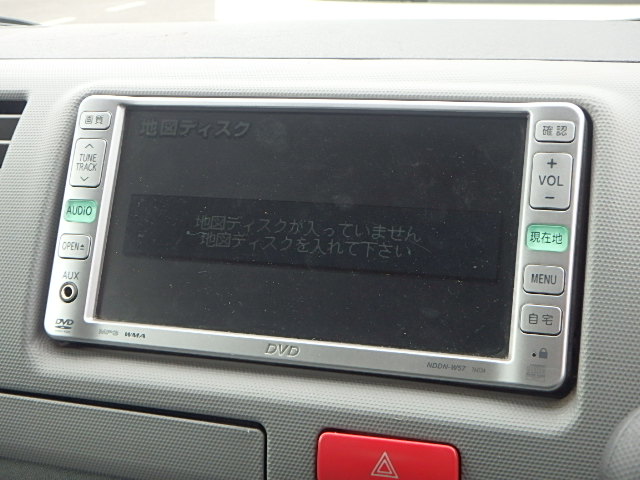 画質
TUNE
TRACK
AUDIO
OPEN
AUX
DVD
MP3 WMA
地図ディスク
地図ディスクが入っていません
地図ディスクを入れて下さい
DVD
NDDN-W57
確認
+
VOL
-
現在地
MENU
自宅